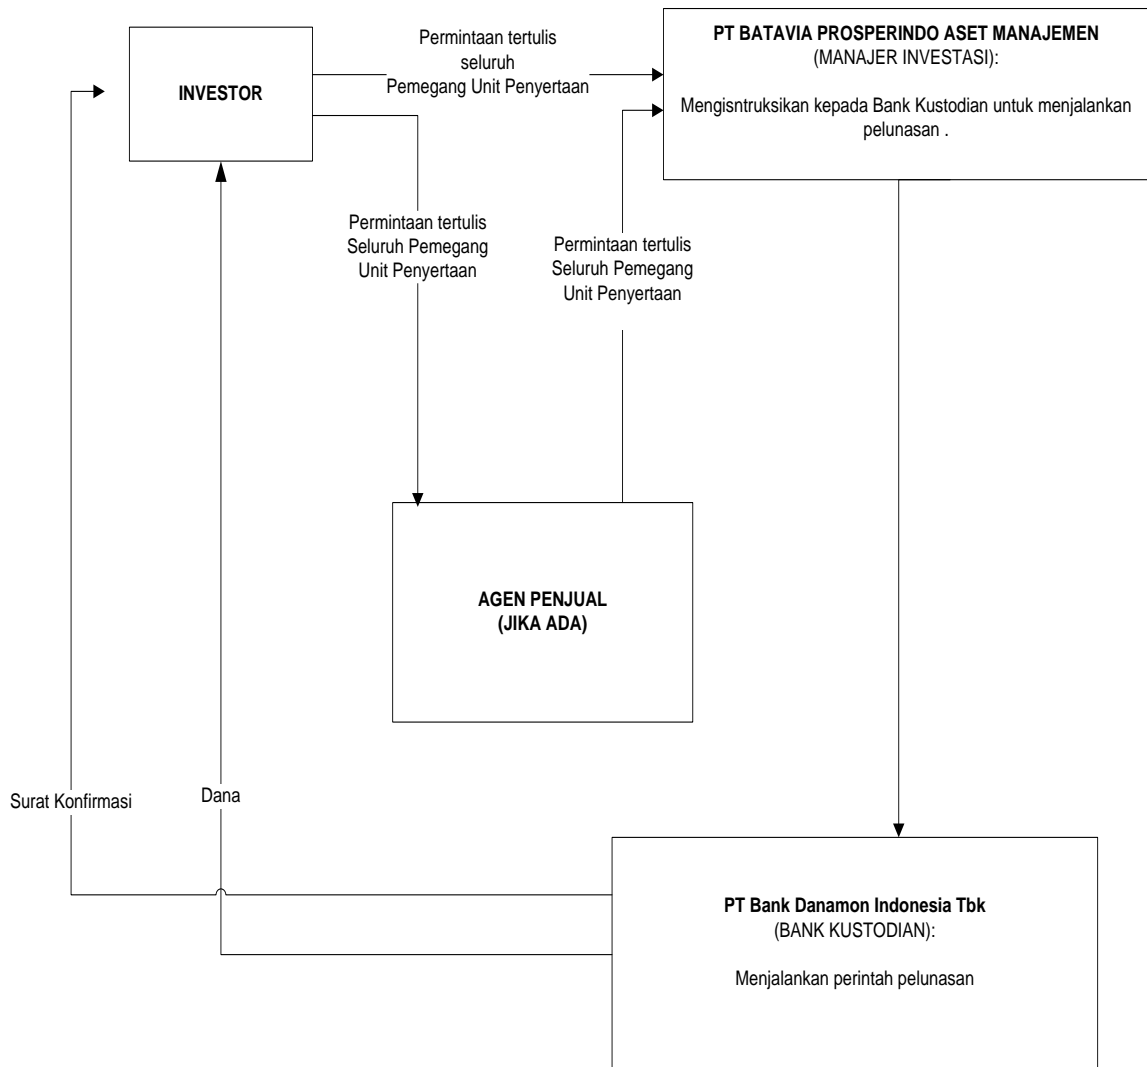 Permintaan tertulis
seluruh
Pemegang Unit Penyertaan
PT BATAVIA PROSPERINDO ASET MANAJEMEN
(MANAJER INVESTASI):
Mengisntruksikan kepada Bank Kustodian untuk menjalankan
pelunasan .
INVESTOR
Permintaan tertulis
Seluruh Pemegang
Unit Penyertaan
Permintaan tertulis
Seluruh Pemegang
Unit Penyertaan
AGEN PENJUAL
(JIKA ADA)
Surat Konfirmasi
Dana
PT Bank Danamon Indonesia Tbk
(BANK KUSTODIAN):
Menjalankan perintah pelunasan